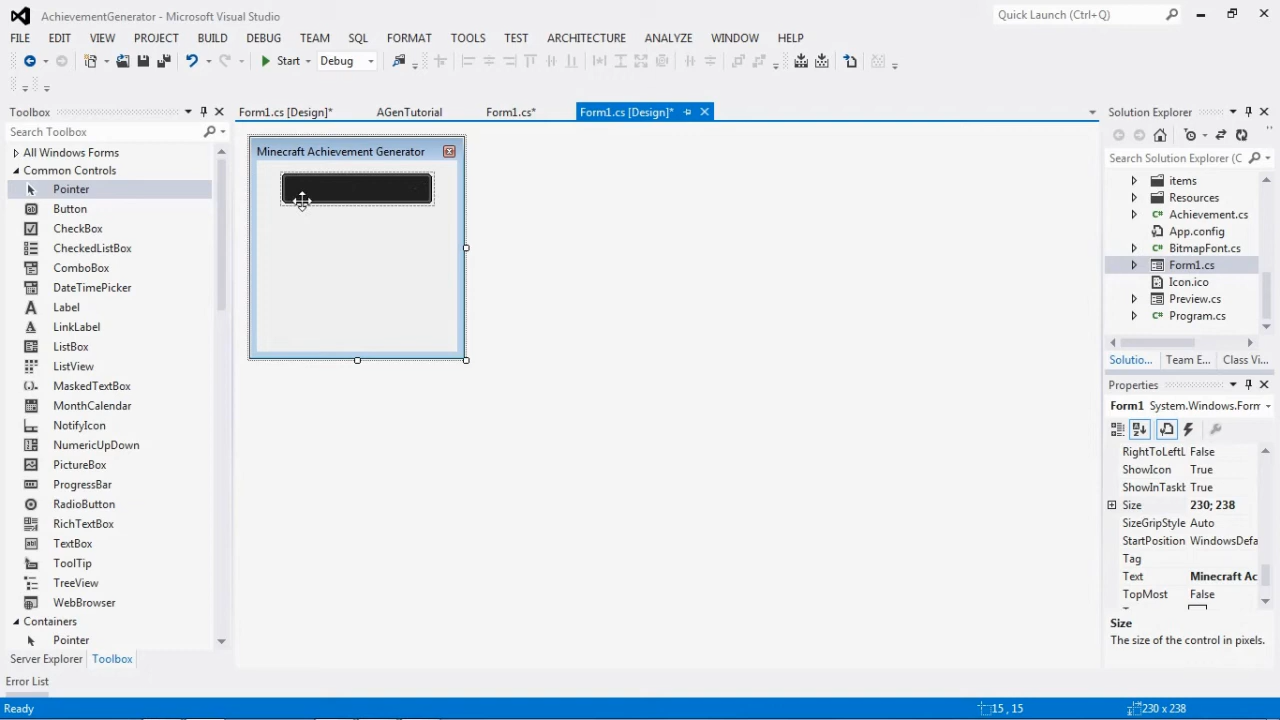 AchievementGenerator - Microsoft Visual Studio
Quick Launch (Ctrl+Q)
FILE EDIT VIEW PROJECT BUILD DEBUG TEAM SQL FORMAT TOOLS TEST ARCHITECTURE ANALYZE WINDOW HELP
Start Debug
Toolbox
Form1.cs [Design]* AGenTutorial Form1.cs* Form1.cs [Design]*
Solution Explorer
Search Toolbox
All Windows Forms
Common Controls
Pointer
Button
CheckBox
CheckedListBox
ComboBox
DateTimePicker
Label
LinkLabel
ListBox
ListView
MaskedTextBox
MonthCalendar
NotifyIcon
NumericUpDown
PictureBox
ProgressBar
RadioButton
RichTextBox
TextBox
ToolTip
TreeView
WebBrowser
Containers
Pointer
Server Explorer Toolbox
Minecraft Achievement Generator
Search Solution Explorer (C
items
Resources
Achievement.cs
App.config
BitmapFont.cs
Form1.cs
Icon.ico
Preview.cs
Program.cs
Solutio... Team E... Class Vi...
Properties
Form1 System.Windows.Form
RightToLeftL False
ShowIcon True
ShowInTaskb True
Size 230; 238
SizeGripStyle Auto
StartPosition WindowsDefa
Tag
Text Minecraft Ac
TopMost False
Size
The size of the control in pixels.
Error List
Ready
15 , 15
230 x 238